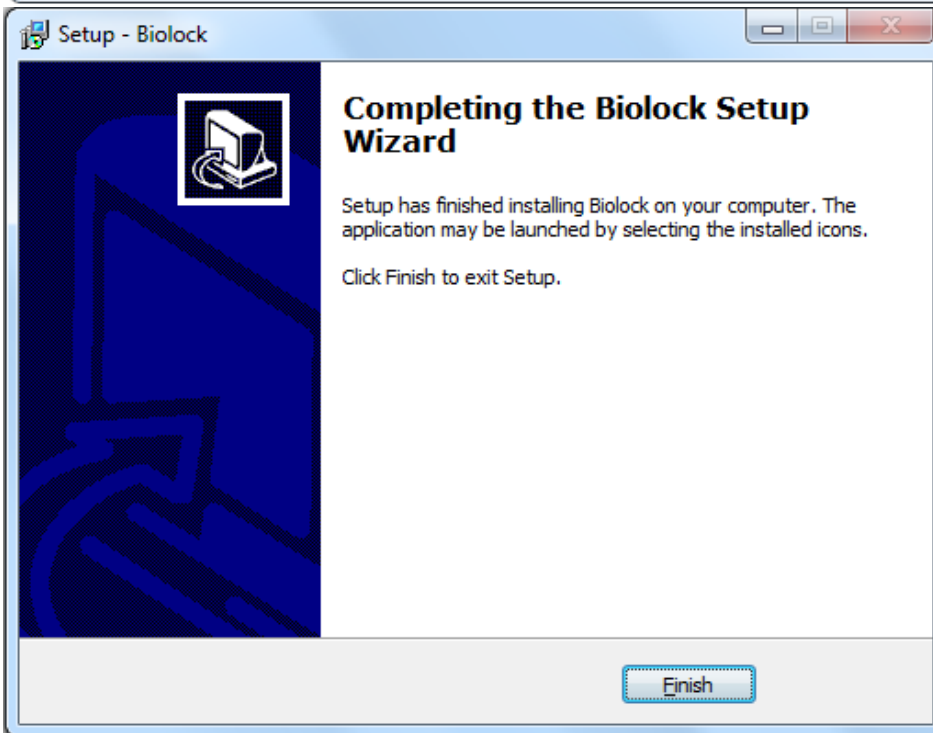 Setup - Biolock
Completing the Biolock Setup
Wizard
Setup has finished installing Biolock on your computer. The
application may be launched by selecting the installed icons.
Click Finish to exit Setup.
Finish